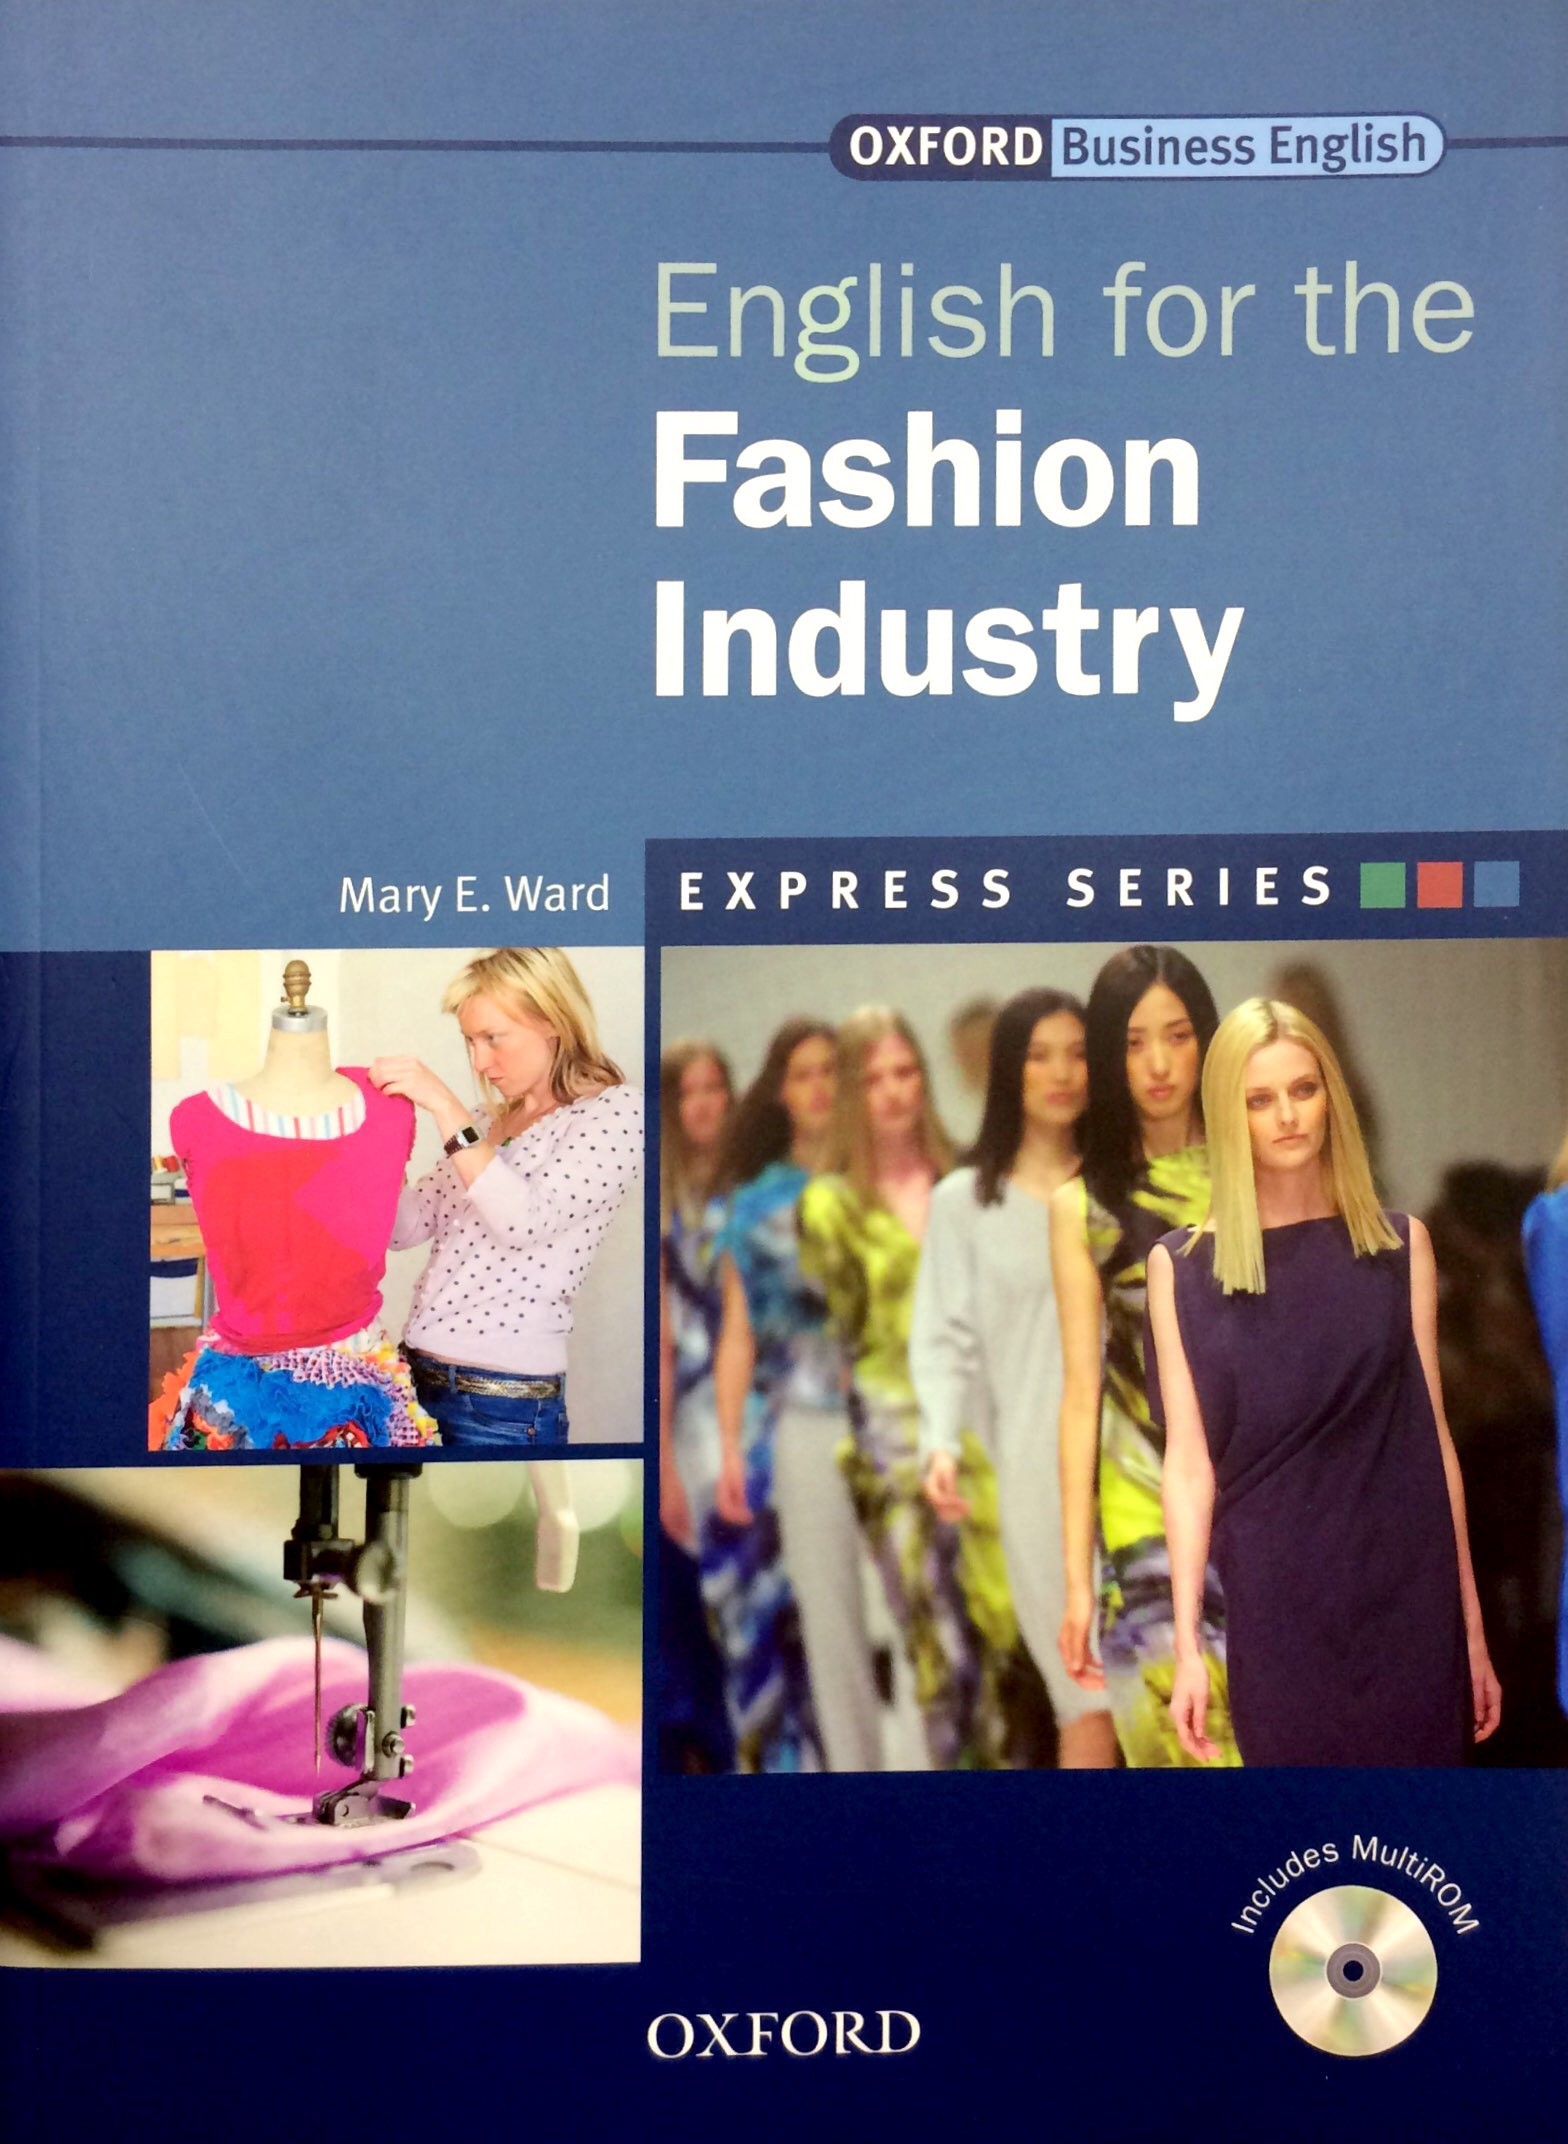 OXFORD Business English
English for the
Fashion
Industry
Mary E. Ward
EXPRESS SERIES
Includes MultiROM
OXFORD